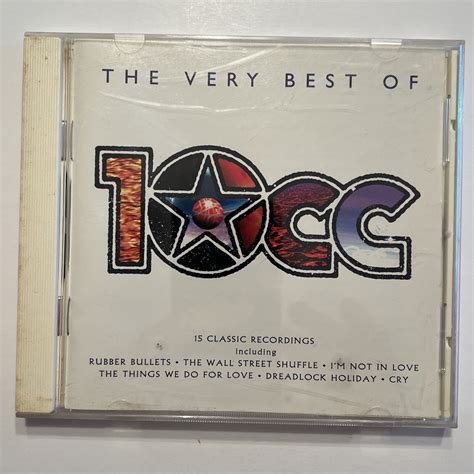 THE VERY BEST OF
10CC
15 CLASSIC RECORDINGS
including
RUBBER BULLETS • THE WALL STREET SHUFFLE • I'M NOT IN LOVE
THE THINGS WE DO FOR LOVE • DREADLOCK HOLIDAY • CRY